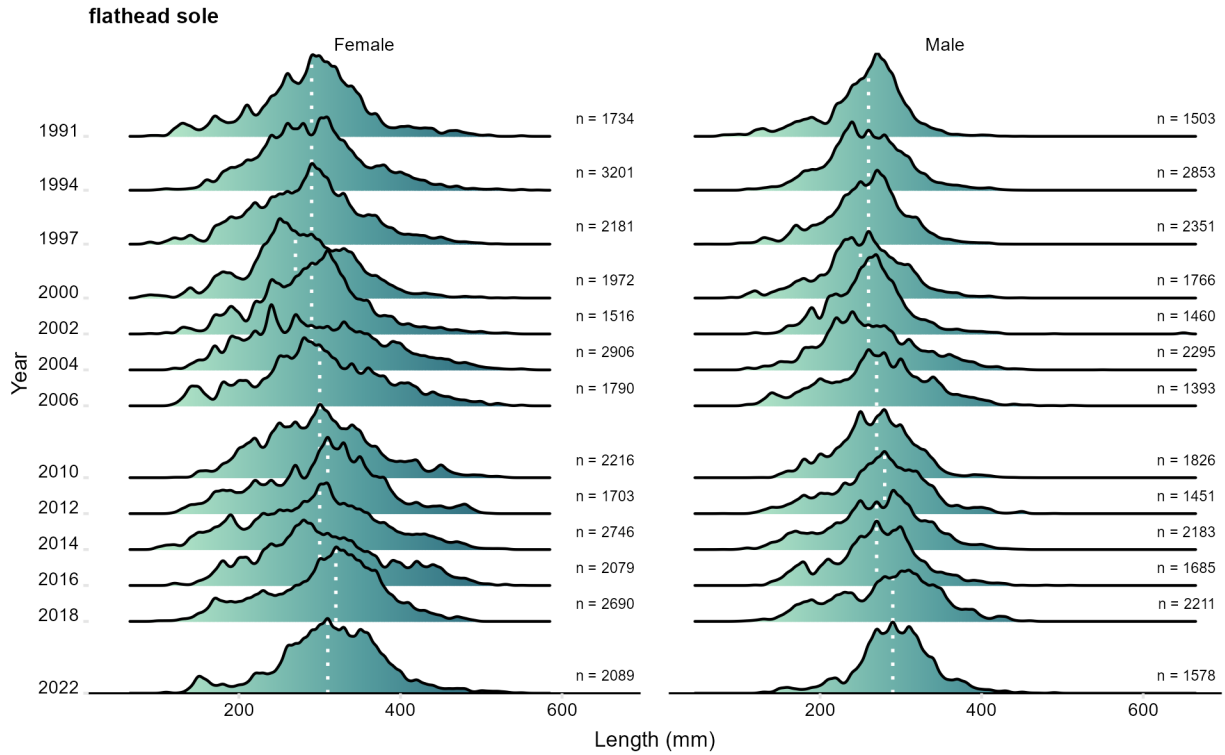 flathead sole
Female Male
1991 n = 1734 n = 1503
1994 n = 3201 n = 2853
1997 n = 2181 n = 2351
2000 n = 1972 n = 1766
2002 n = 1516 n = 1460
2004 n = 2906 n = 2295
2006 n = 1790 n = 1393
2010 n = 2216 n = 1826
2012 n = 1703 n = 1451
2014 n = 2746 n = 2183
2016 n = 2079 n = 1685
2018 n = 2690 n = 2211
2022 n = 2089 n = 1578
Year
200 400 600 200 400 600
Length (mm)